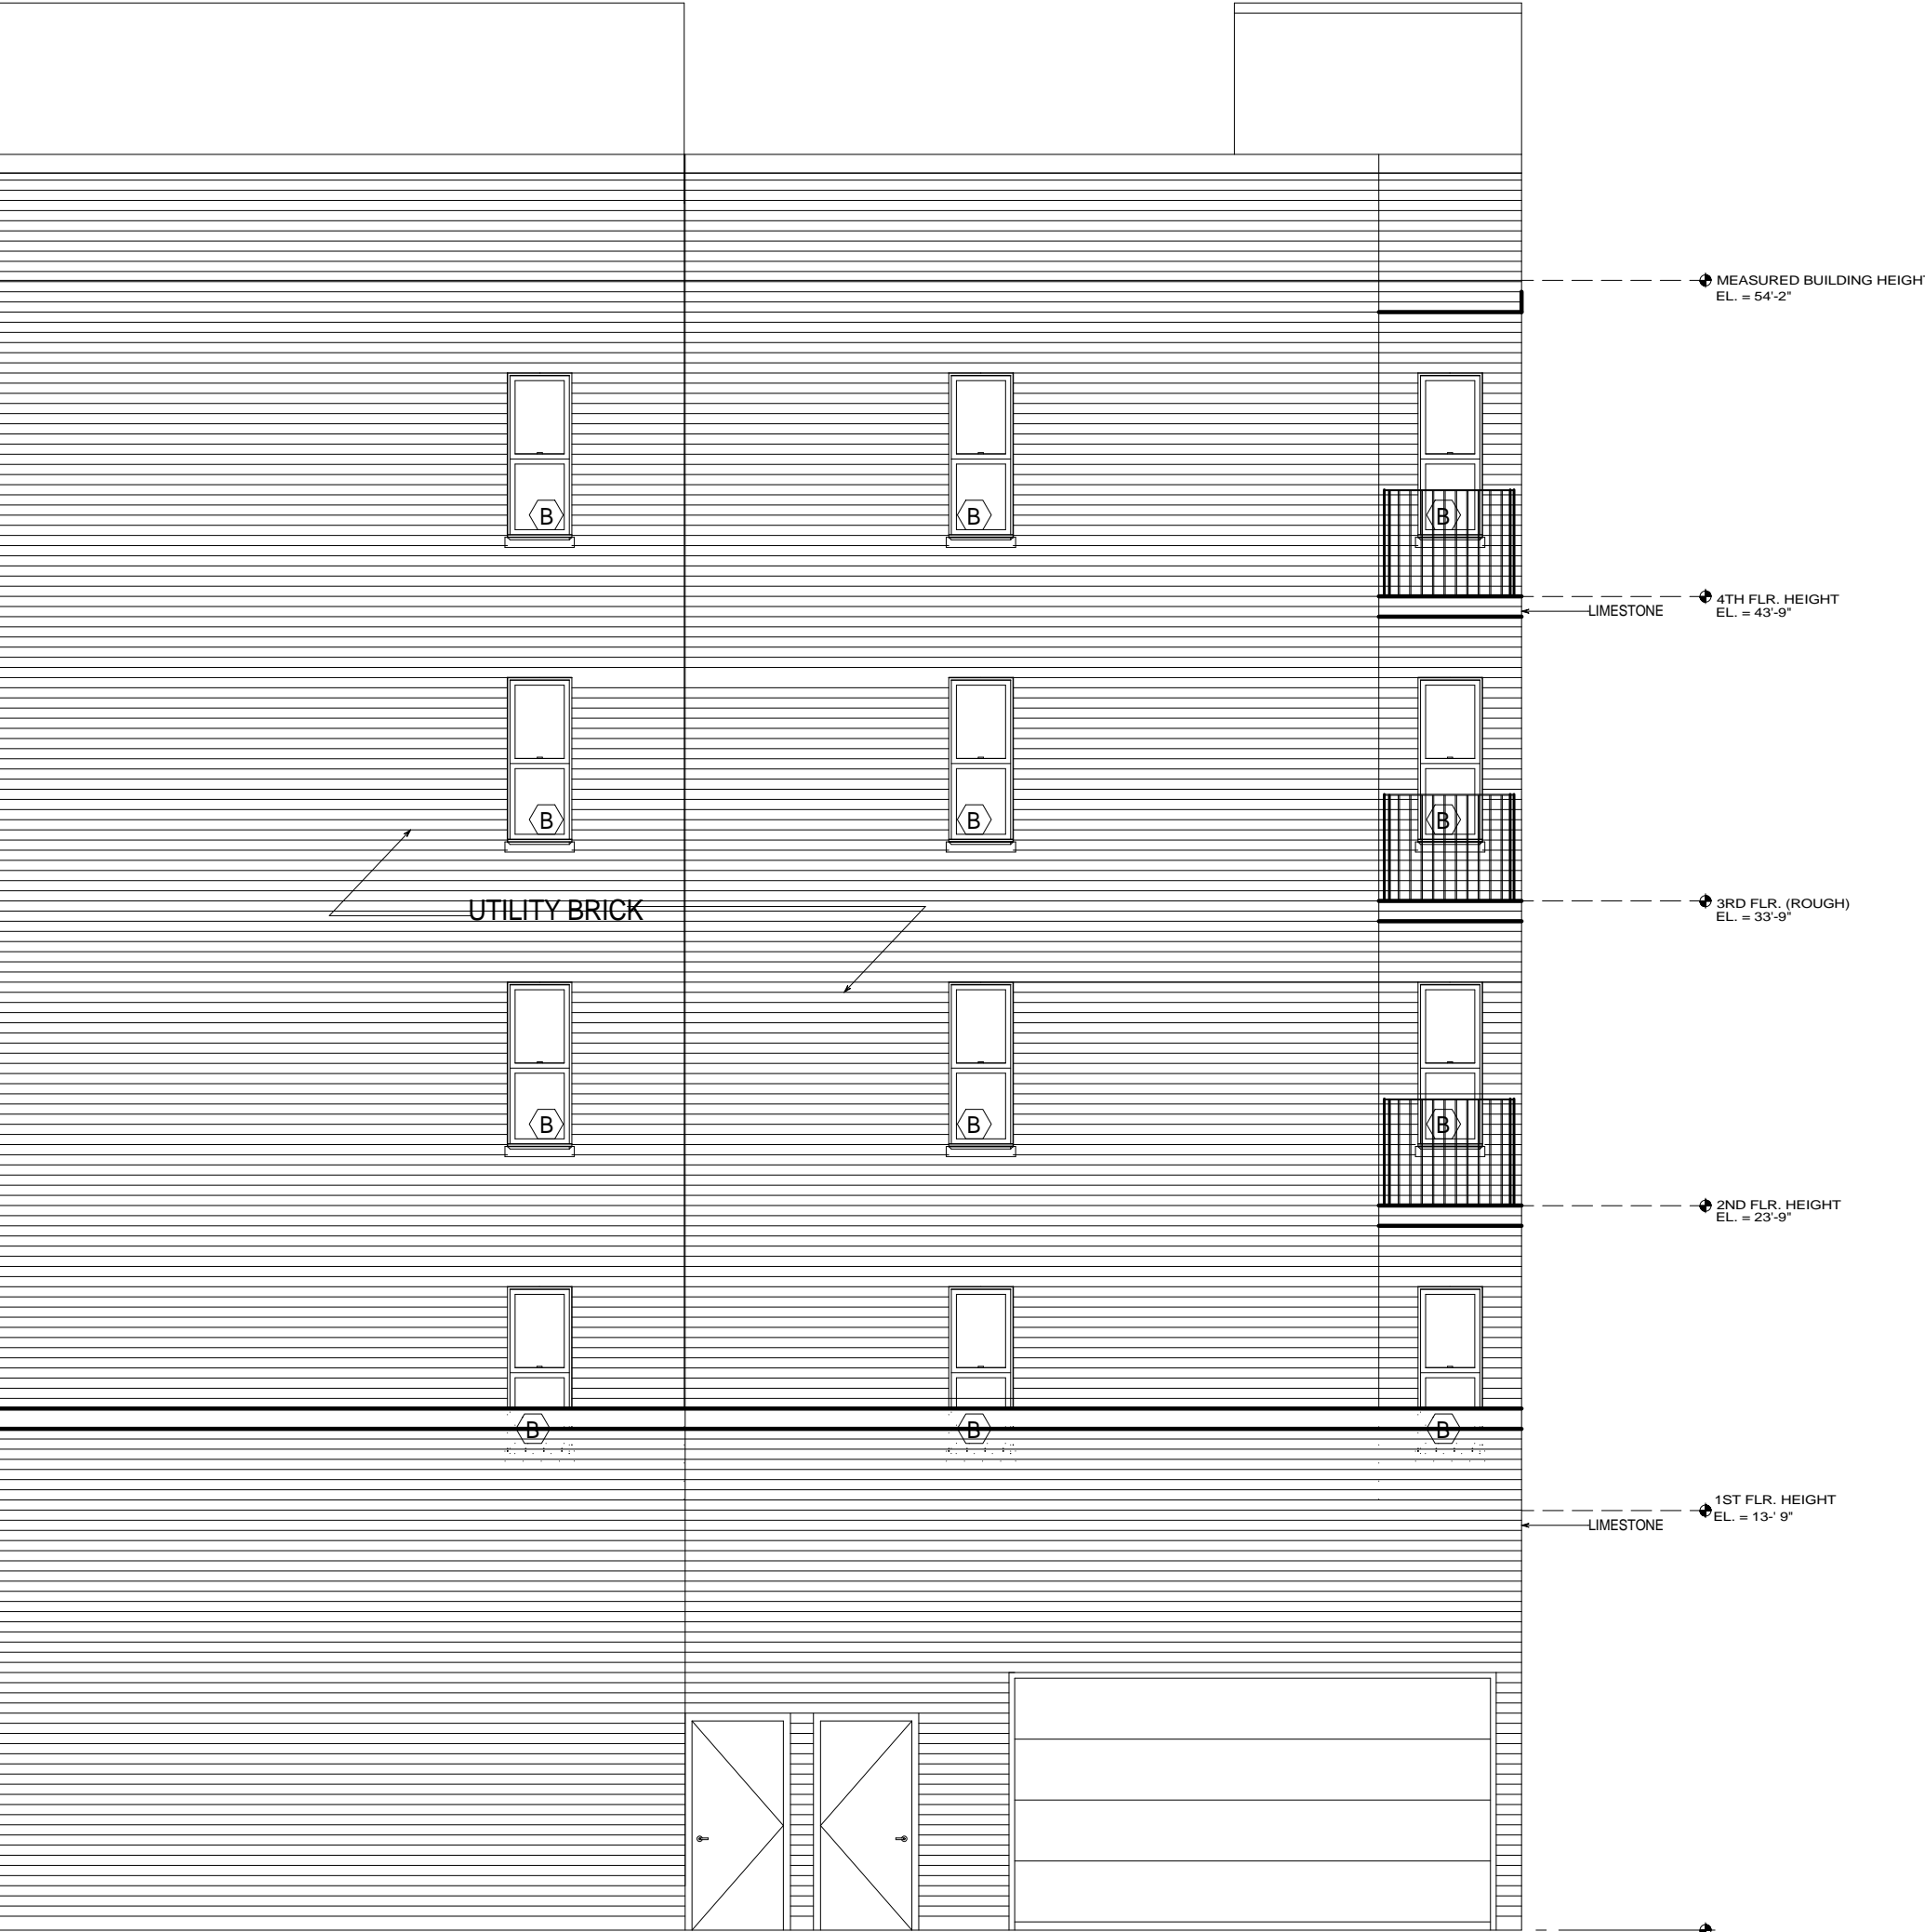 MEASURED BUILDING HEIGHT
EL. = 54'-2"
B
B
B
4TH FLR. HEIGHT
EL. = 43'-9"
LIMESTONE
B
B
B
UTILITY BRICK
3RD FLR. (ROUGH)
EL. = 33'-9"
B
B
B
2ND FLR. HEIGHT
EL. = 23'-9"
B
B
B
1ST FLR. HEIGHT
EL. = 13-' 9"
LIMESTONE